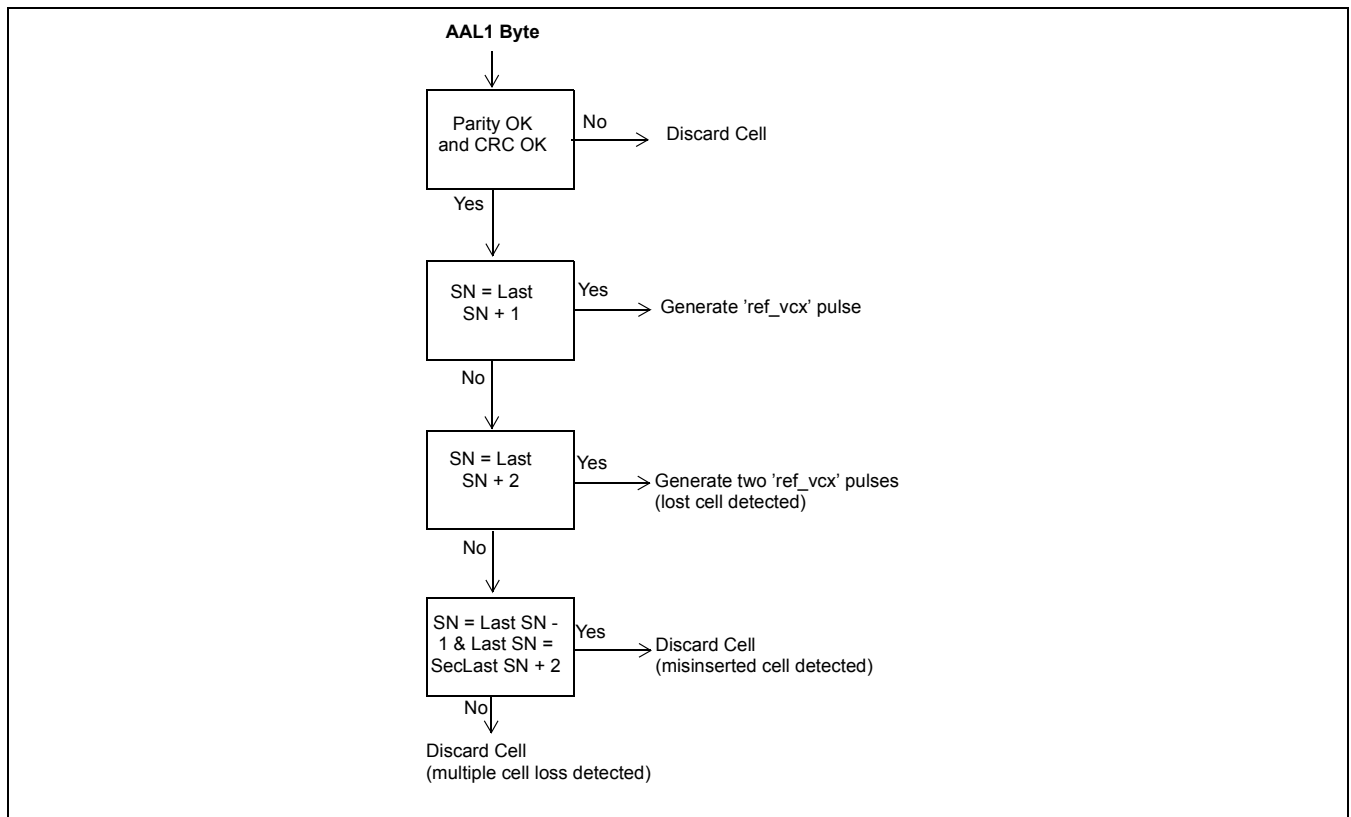 AAL1 Byte
Parity OK
and CRC OK
No
Discard Cell
Yes
SN = Last
SN + 1
Yes
Generate ’ref_vcx’ pulse
No
SN = Last
SN + 2
Yes
Generate two ’ref_vcx’ pulses
(lost cell detected)
No
SN = Last SN -
1 & Last SN =
SecLast SN + 2
Yes
Discard Cell
(misinserted cell detected)
No
Discard Cell
(multiple cell loss detected)